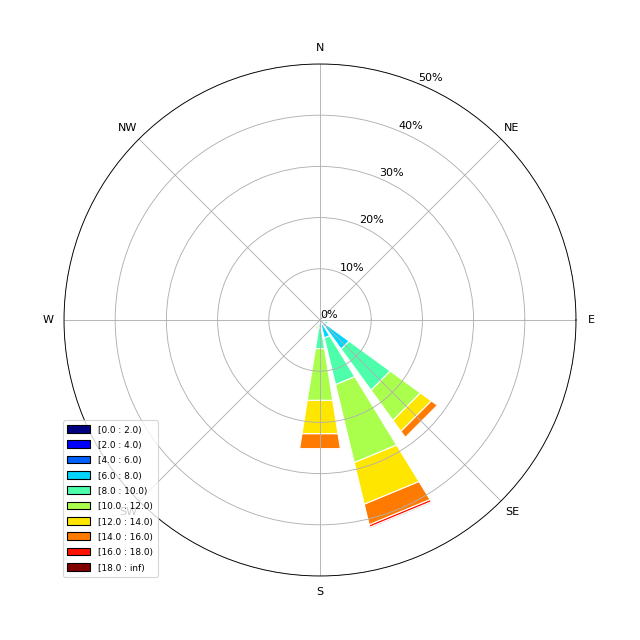 N
50%
NW
NE
40%
30%
20%
10%
0%
W
E
[0.0 : 2.0)
[2.0 : 4.0)
[4.0 : 6.0)
[6.0 : 8.0)
[8.0 : 10.0)
[10.0 : 12.0)
[12.0 : 14.0)
[14.0 : 16.0)
[16.0 : 18.0)
[18.0 : inf)
SW
SE
S